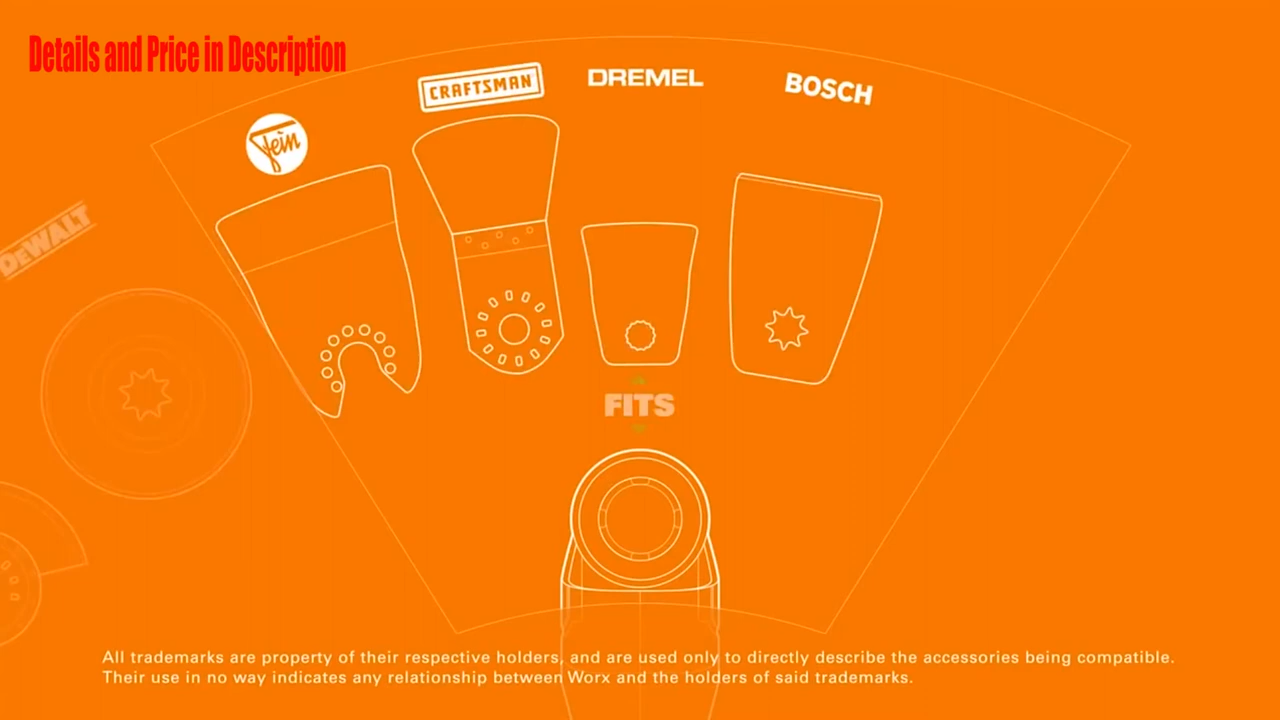 Details and Price in Description
CRAFTSMAN
DREMEL
BOSCH
Fein
DEWALT
FITS
All trademarks are property of their respective holders, and are used only to directly describe the accessories being compatible.
Their use in no way indicates any relationship between Worx and the holders of said trademarks.